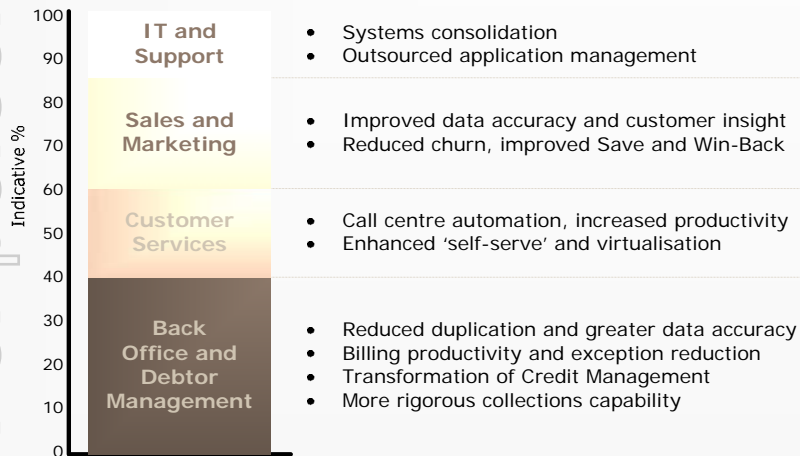 100
90
80
70
60
50
40
30
20
10
0
Indicative %
IT and
Support
• Systems consolidation
• Outsourced application management
Sales and
Marketing
• Improved data accuracy and customer insight
• Reduced churn, improved Save and Win-Back
Customer
Services
• Call centre automation, increased productivity
• Enhanced ‘self-serve’ and virtualisation
Back
Office and
Debtor
Management
• Reduced duplication and greater data accuracy
• Billing productivity and exception reduction
• Transformation of Credit Management
• More rigorous collections capability